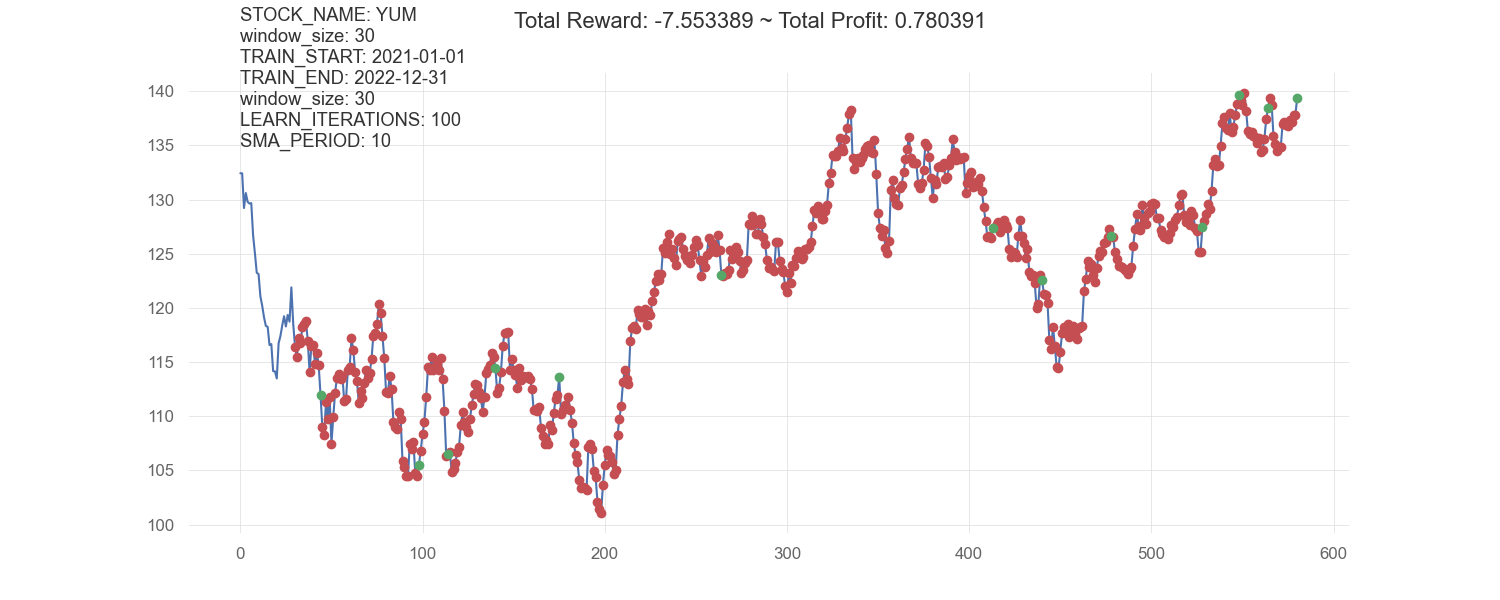 STOCK_NAME: YUM
Total Reward: -7.553389 ~ Total Profit: 0.780391
window_size: 30
TRAIN_START: 2021-01-01
TRAIN_END: 2022-12-31
window_size: 30
LEARN_ITERATIONS: 100
SMA_PERIOD: 10
140
135
130
125
120
115
110
105
100
0 100 200 300 400 500 600